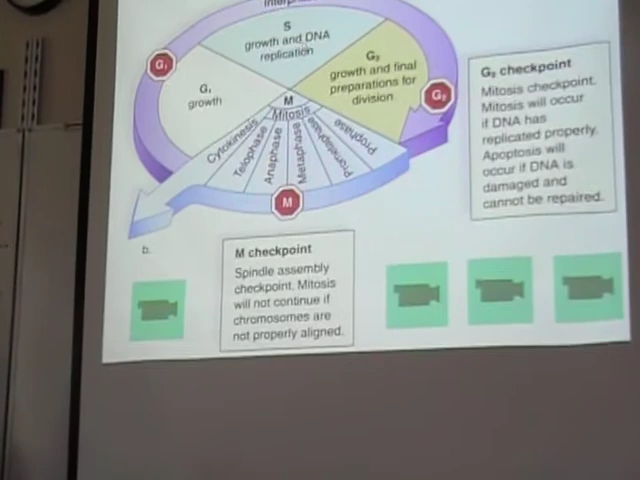 S
growth and DNA
replication
G₁
G₂
growth and final
preparations for
division
G₂
G₁
growth
M
Mitosis
Cytokinesis
Telophase
Anaphase
Metaphase
Prometaphase
Prophase
M
G₂ checkpoint
Mitosis checkpoint.
Mitosis will occur
if DNA has
replicated properly.
Apoptosis will
occur if DNA is
damaged and
cannot be repaired.
b.
M checkpoint
Spindle assembly
checkpoint. Mitosis
will not continue if
chromosomes are
not properly aligned.